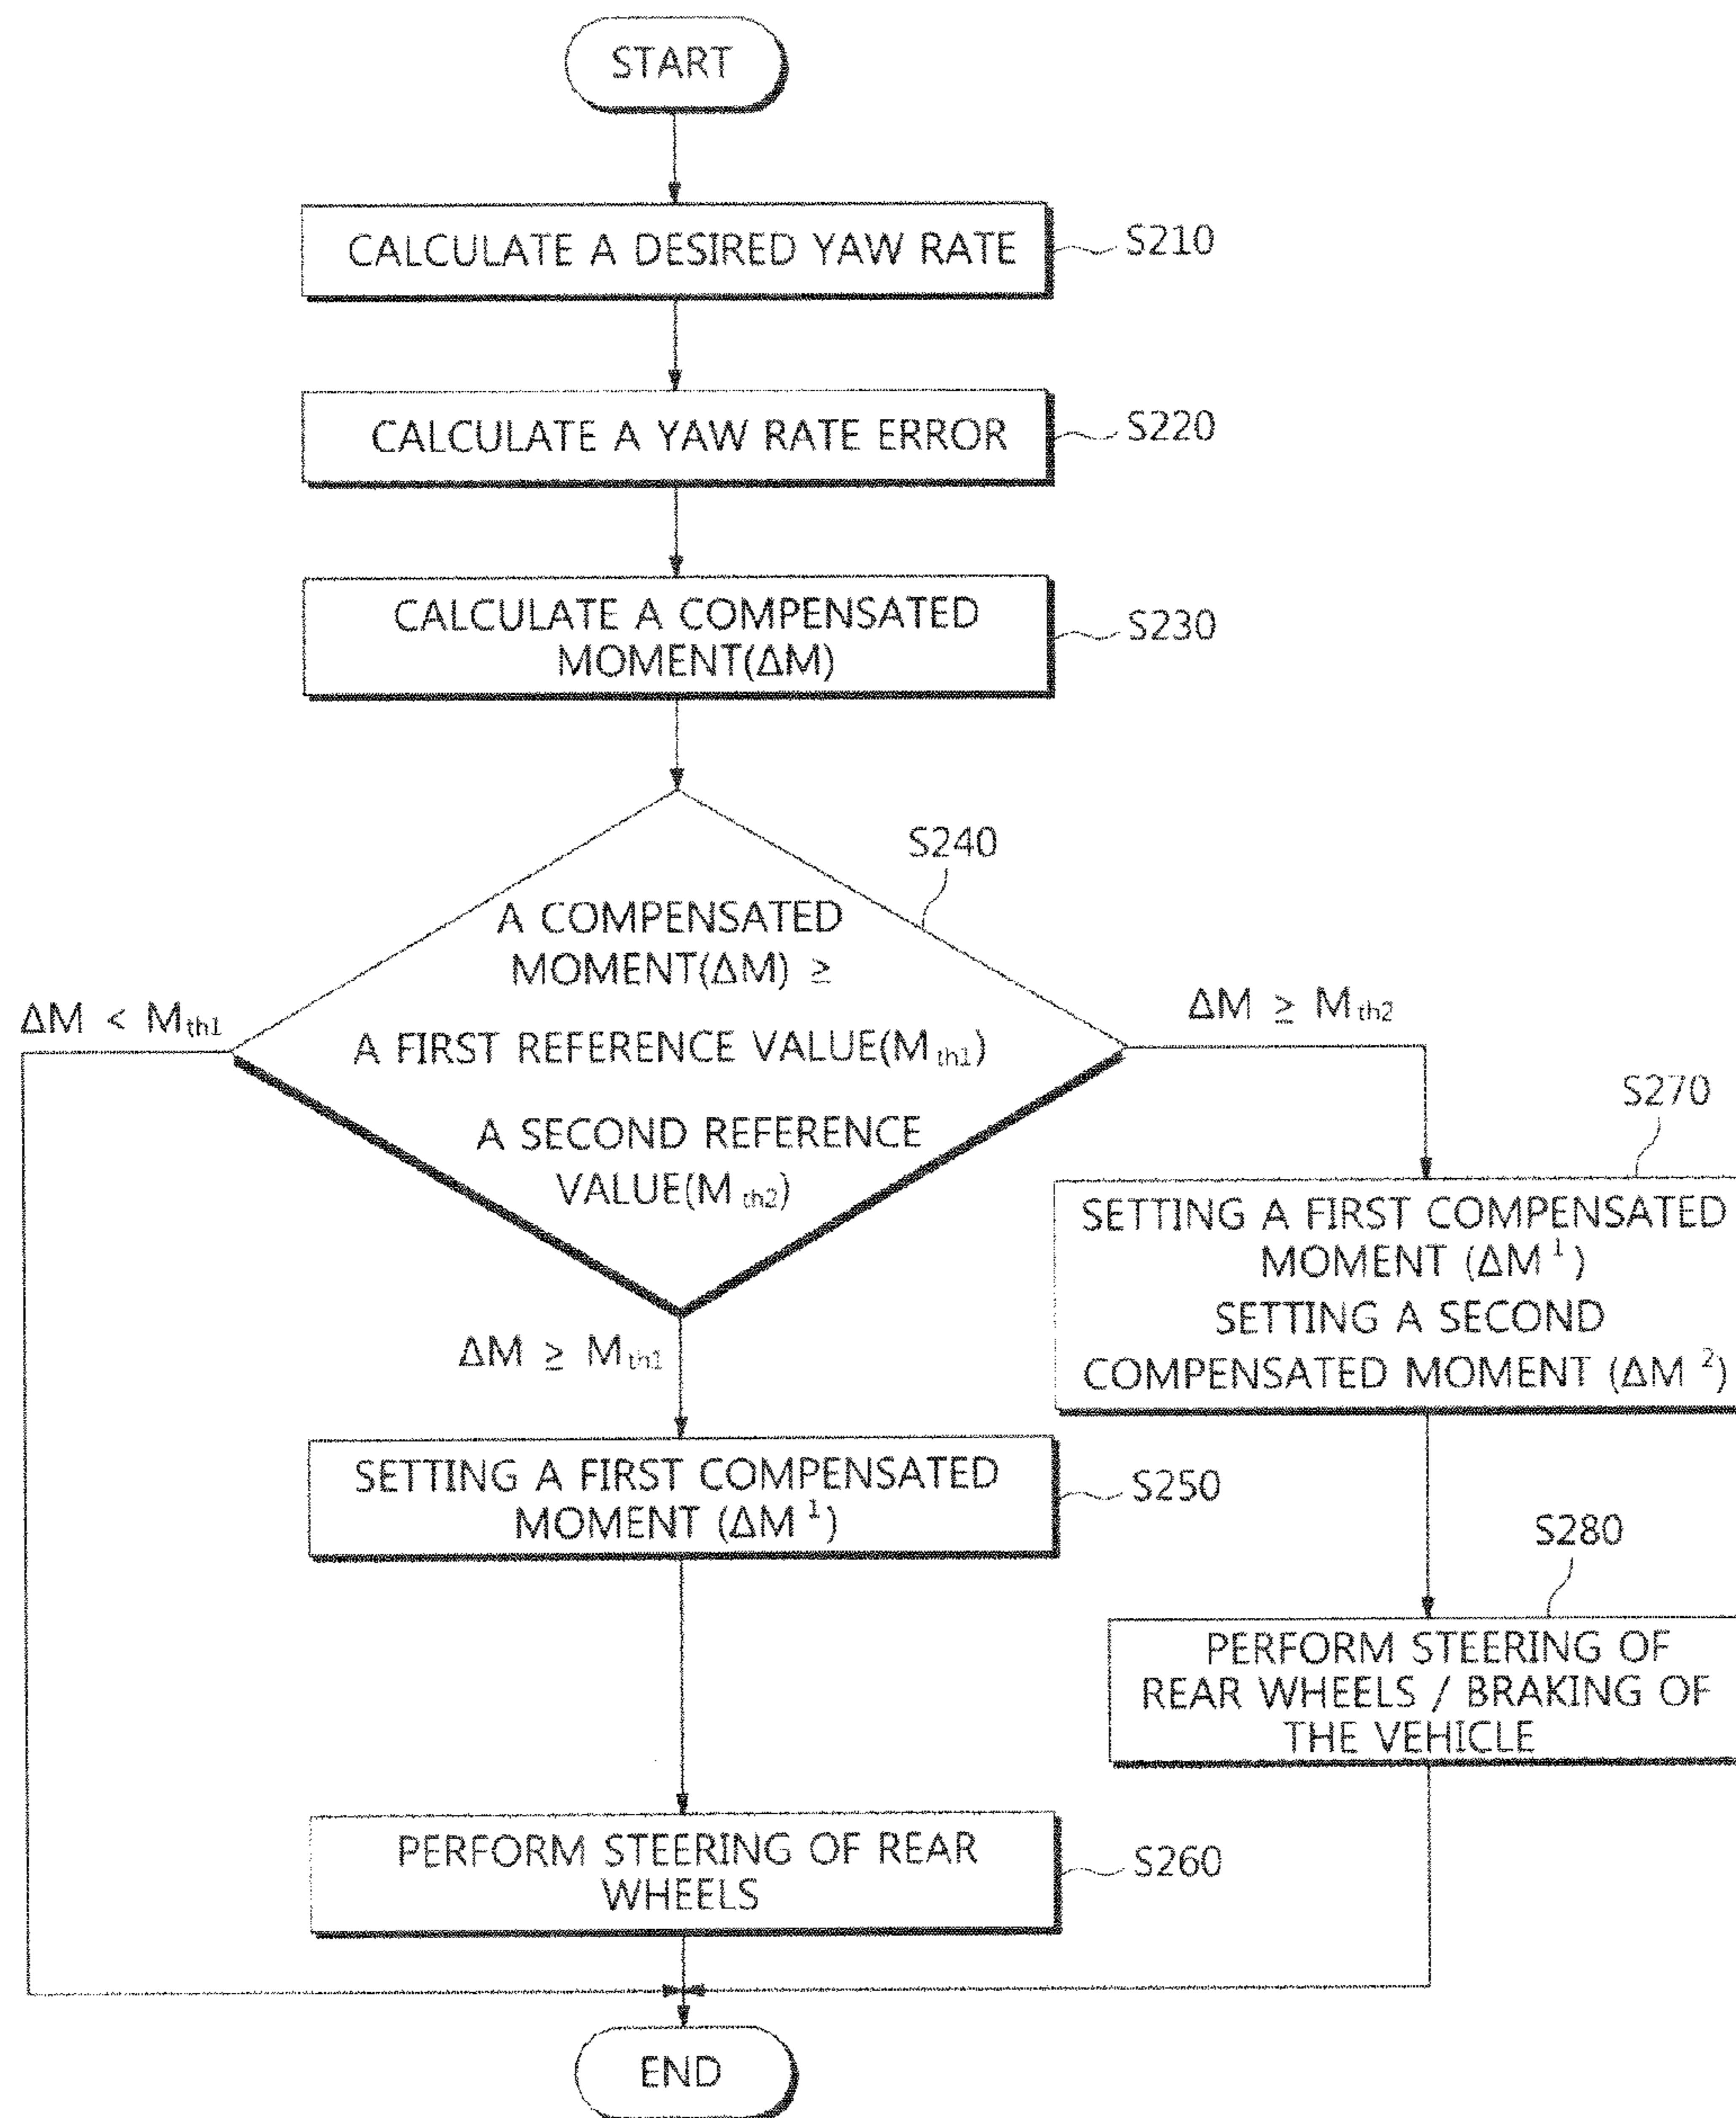 START
CALCULATE A DESIRED YAW RATE
S210
CALCULATE A YAW RATE ERROR
S220
CALCULATE A COMPENSATED
MOMENT(ΔM)
S230
S240
A COMPENSATED
MOMENT(ΔM) ≥
A FIRST REFERENCE VALUE(Mth1)
A SECOND REFERENCE
VALUE(Mth2)
ΔM < Mth1
ΔM ≥ Mth2
ΔM ≥ Mth1
S270
SETTING A FIRST COMPENSATED
MOMENT (ΔM¹)
SETTING A SECOND
COMPENSATED MOMENT (ΔM²)
SETTING A FIRST COMPENSATED
MOMENT (ΔM¹)
S250
S280
PERFORM STEERING OF
REAR WHEELS / BRAKING OF
THE VEHICLE
PERFORM STEERING OF REAR
WHEELS
S260
END